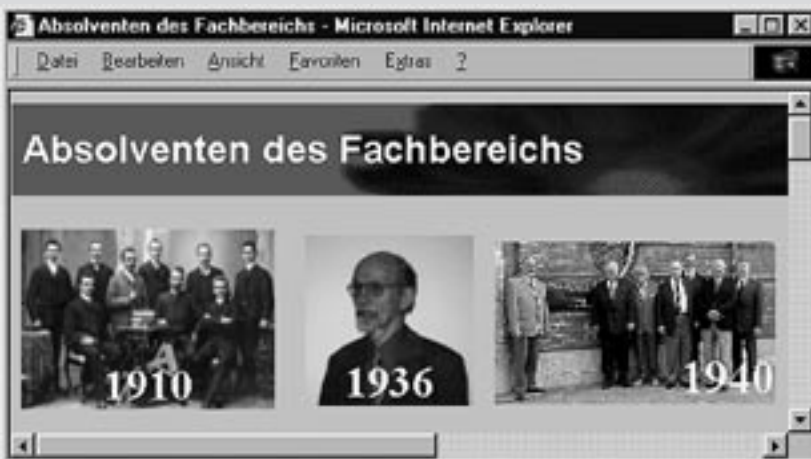 Absolventen des Fachbereichs - Microsoft Internet Explorer
Datei Bearbeiten Ansicht Favoriten Extras ?
Absolventen des Fachbereichs
1910 1936 1940